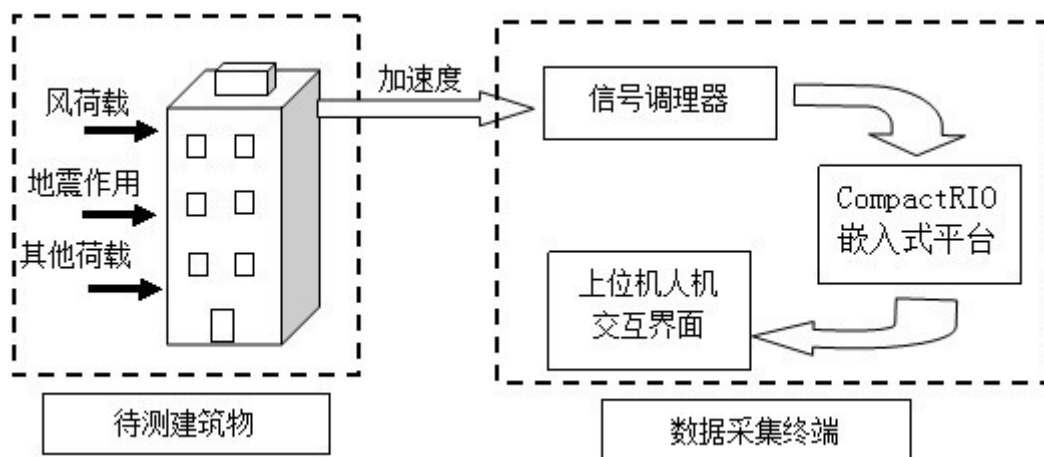 风荷载
地震作用
其他荷载
加速度
信号调理器
CompactRIO
嵌入式平台
上位机人机
交互界面
待测建筑物
数据采集终端